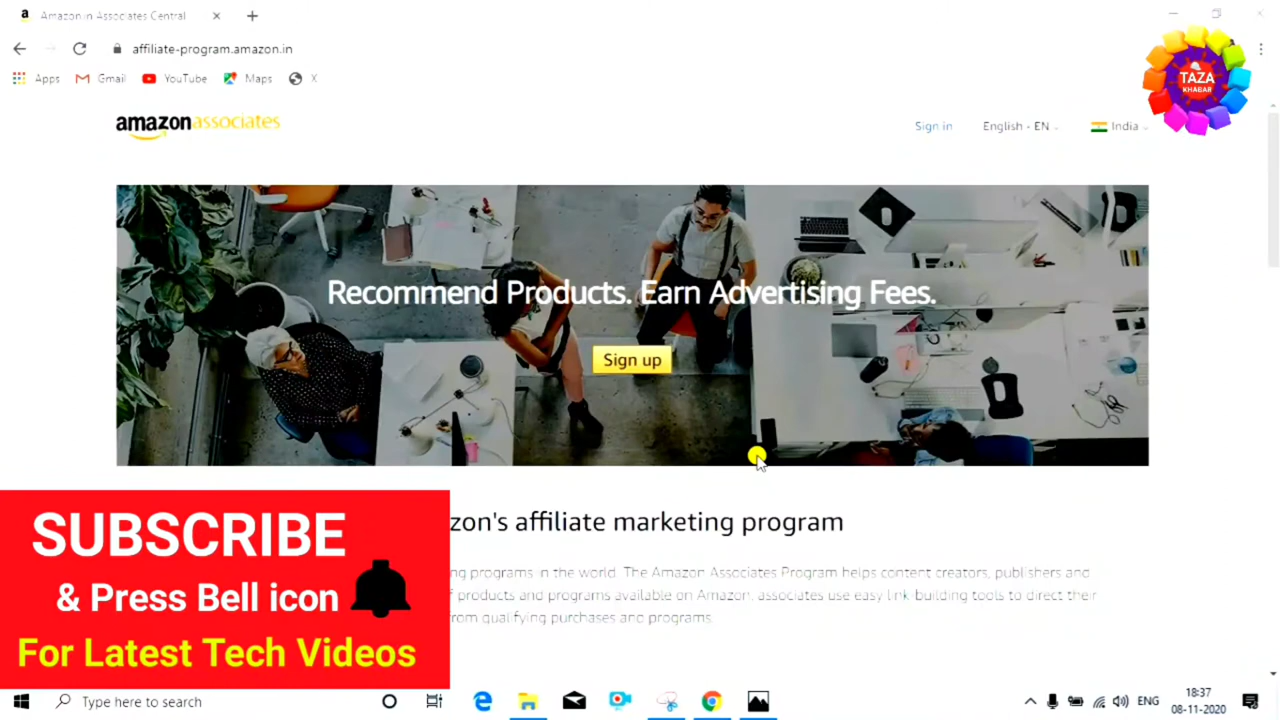 Amazon.in Associates Central
affiliate-program.amazon.in
Apps Gmail YouTube Maps X
TAZA
KHABAR
amazonassociates
Sign in English - EN India
Recommend Products. Earn Advertising Fees.
Sign up
zon's affiliate marketing program
ng programs in the world. The Amazon Associates Program helps content creators, publishers and
f products and programs available on Amazon, associates use easy link-building tools to direct their
rom qualifying purchases and programs.
SUBSCRIBE
& Press Bell icon
For Latest Tech Videos
Type here to search
ENG
18:37
08-11-2020